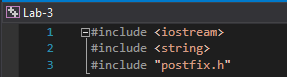 Lab-3
1 #include <iostream>
2 #include <string>
3 #include "postfix.h"